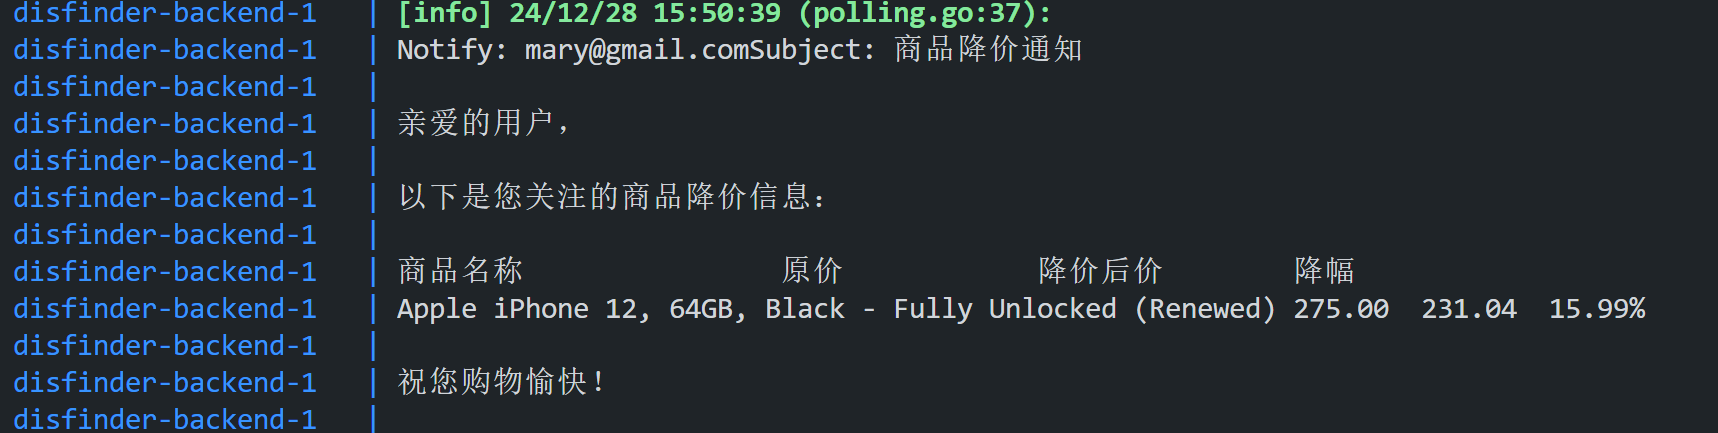 disfinder-backend-1 | [info] 24/12/28 15:50:39 (polling.go:37):
disfinder-backend-1 | Notify: mary@gmail.comSubject: 商品降价通知
disfinder-backend-1 |
disfinder-backend-1 | 亲爱的用户，
disfinder-backend-1 |
disfinder-backend-1 | 以下是您关注的商品降价信息：
disfinder-backend-1 |
disfinder-backend-1 | 商品名称 原价 降价后价 降幅
disfinder-backend-1 | Apple iPhone 12, 64GB, Black - Fully Unlocked (Renewed) 275.00 231.04 15.99%
disfinder-backend-1 |
disfinder-backend-1 | 祝您购物愉快！
disfinder-backend-1 |